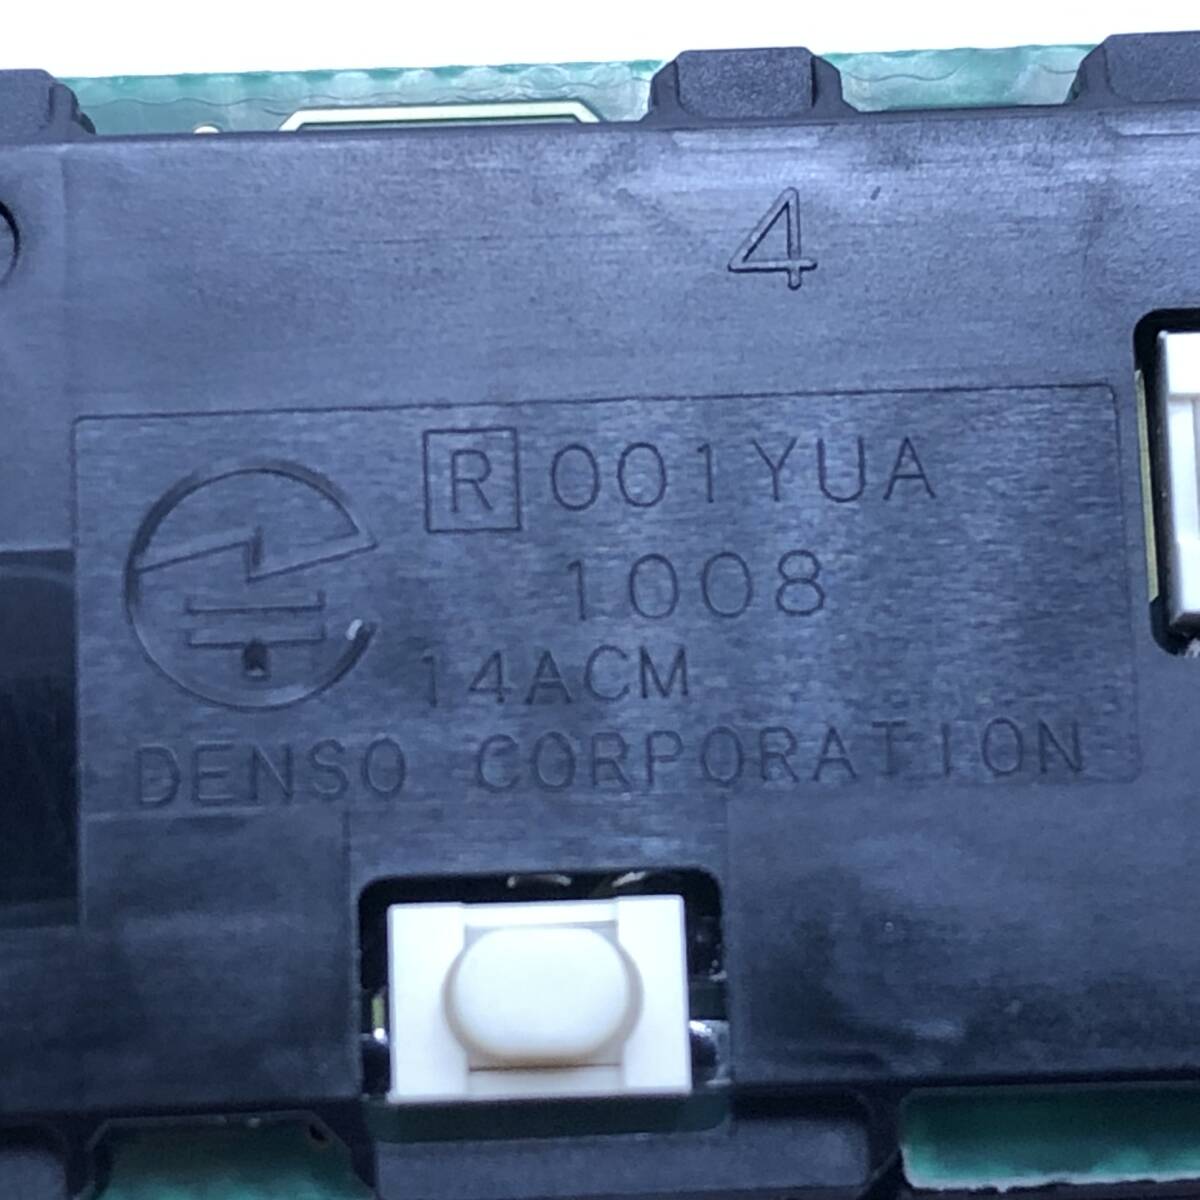 4
R 001YUA
1008
14ACM
DENSO CORPORATION